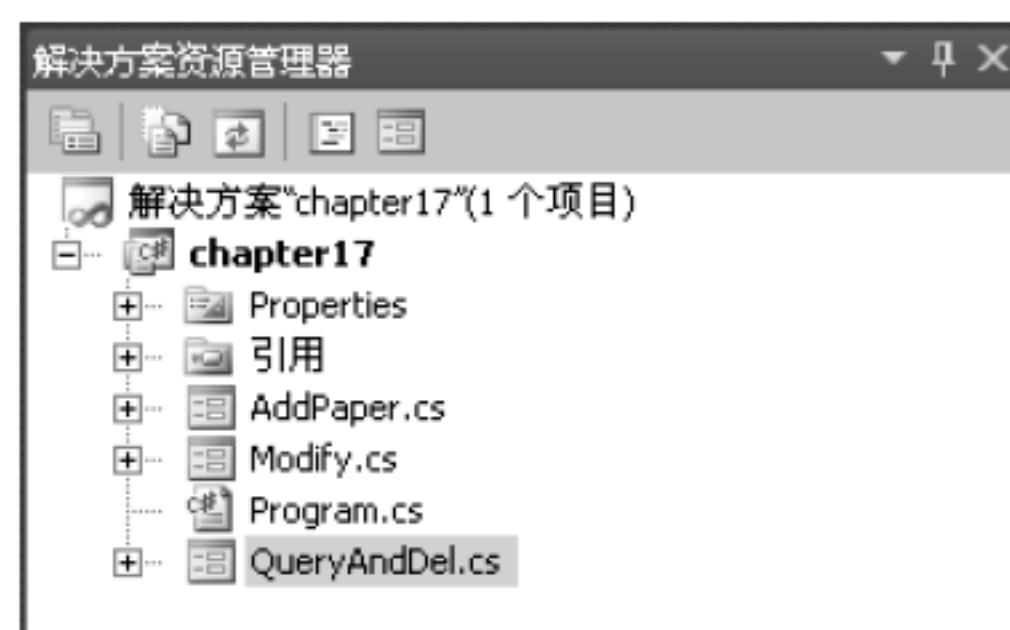 解决方案资源管理器
解决方案"chapter17"(1 个项目)
chapter17
Properties
引用
AddPaper.cs
Modify.cs
Program.cs
QueryAndDel.cs